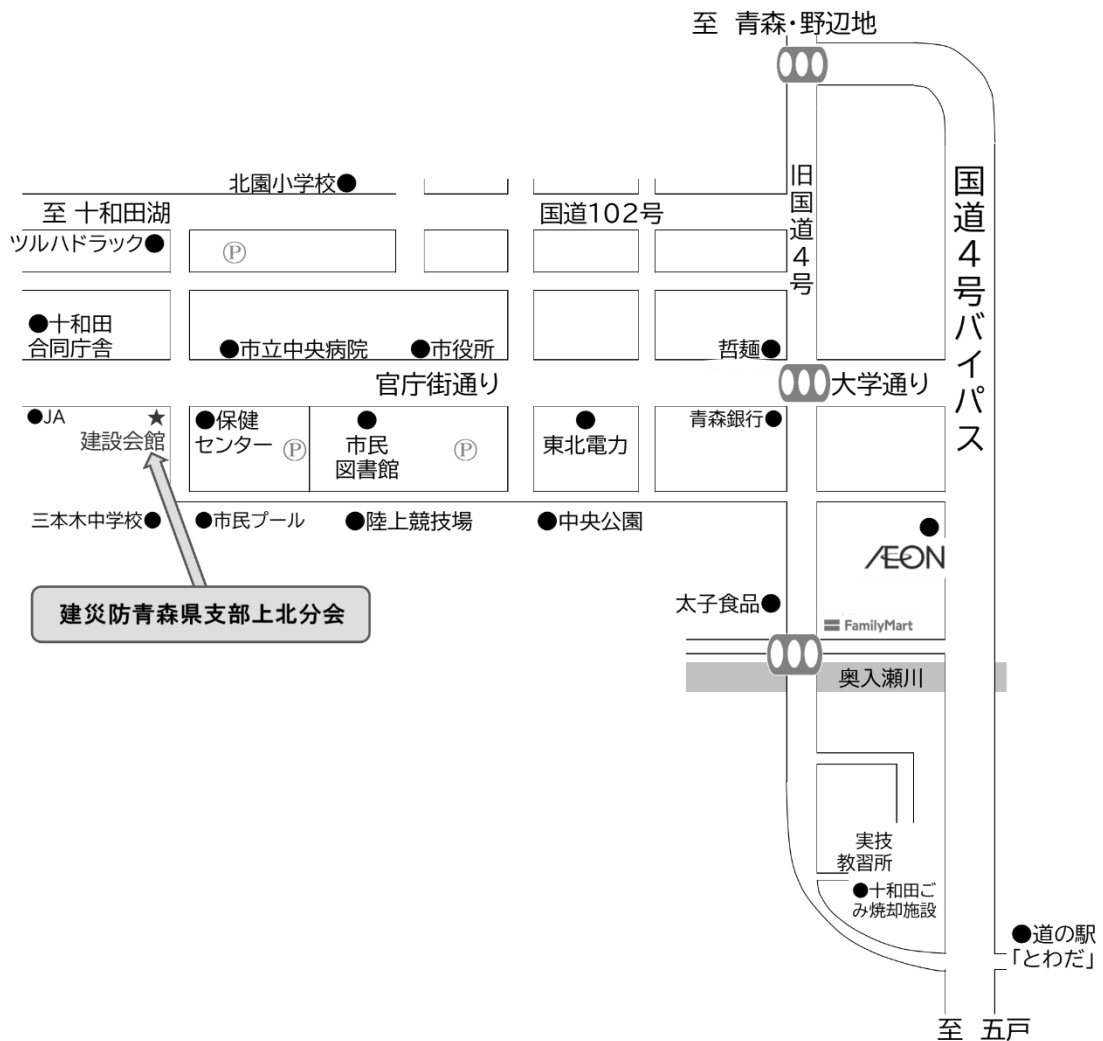 至 青森・野辺地
北園小学校●
至 十和田湖
国道102号
旧国道4号
国道4号バイパス
ツルハドラック●
Ⓟ
●十和田
合同庁舎
●市立中央病院
●市役所
哲麺●
官庁街通り
大学通り
●JA
★
建設会館
●保健
センター
Ⓟ
●
市民
図書館
Ⓟ
●
東北電力
青森銀行●
三本木中学校●
●市民プール
●陸上競技場
●中央公園
●
ÆON
建災防青森県支部上北分会
太子食品●
FamilyMart
奥入瀬川
実技
教習所
●十和田ご
み焼却施設
●道の駅
「とわだ」
至 五戸